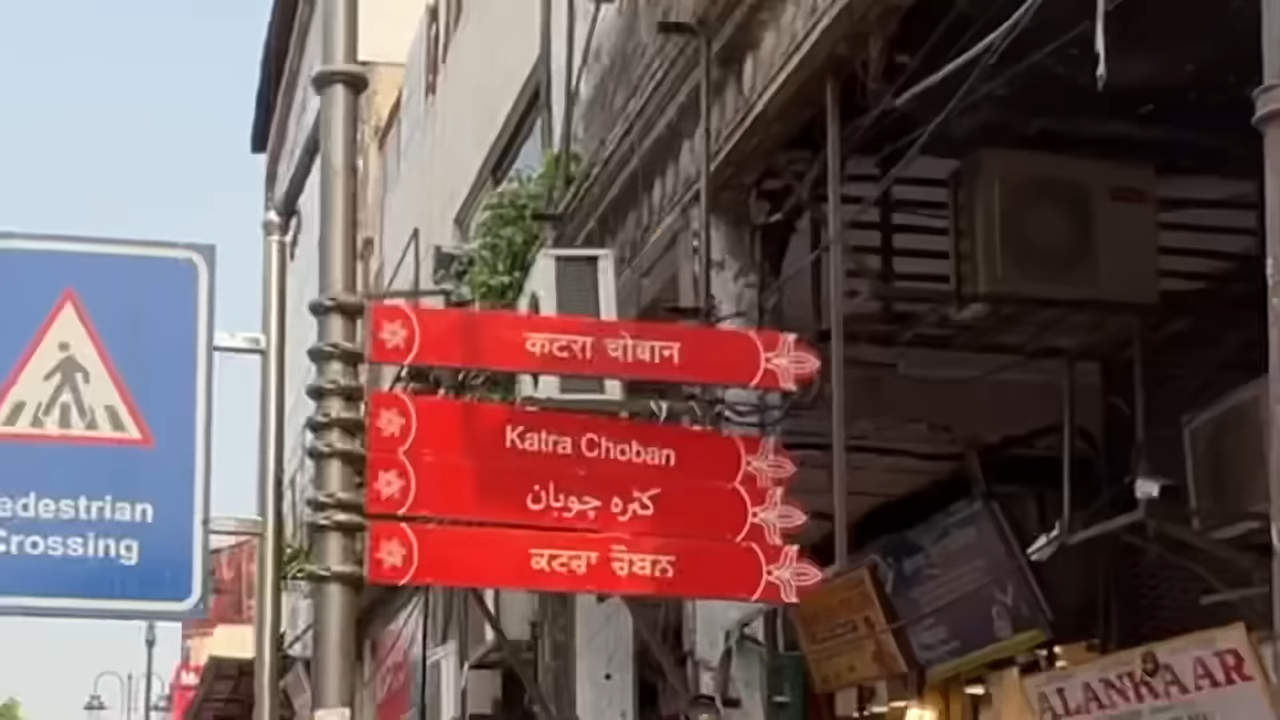 कटरा चोबान
Katra Choban
کٹرہ چوبان
ਕਟਰਾ ਚੋਬਨ
edestrian
Crossing
ALANKAAR